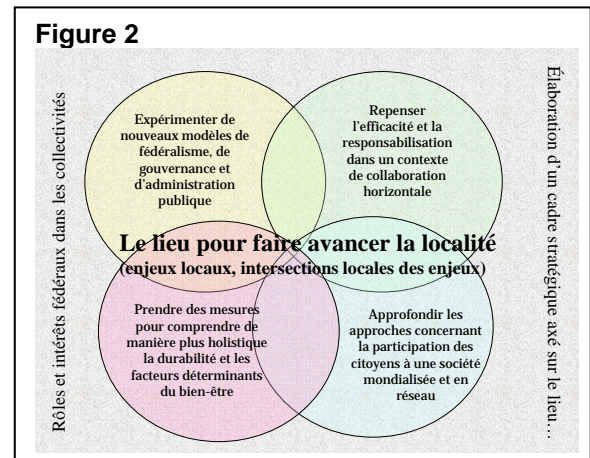 Figure 2
Rôles et intérêts fédéraux dans les collectivités
Expérimenter de
nouveaux modèles de
fédéralisme, de
gouvernance et
d'administration
publique
Repenser
l'efficacité et la
responsabilisation
dans un contexte
de collaboration
horizontale
Le lieu pour faire avancer la localité
(enjeux locaux, intersections locales des enjeux)
Prendre des mesures
pour comprendre de
manière plus holistique
la durabilité et les
facteurs déterminants
du bien-être
Approfondir les
approches concernant
la participation des
citoyens à une société
mondialisée et en
réseau
Élaboration d'un cadre stratégique axé sur le lieu…